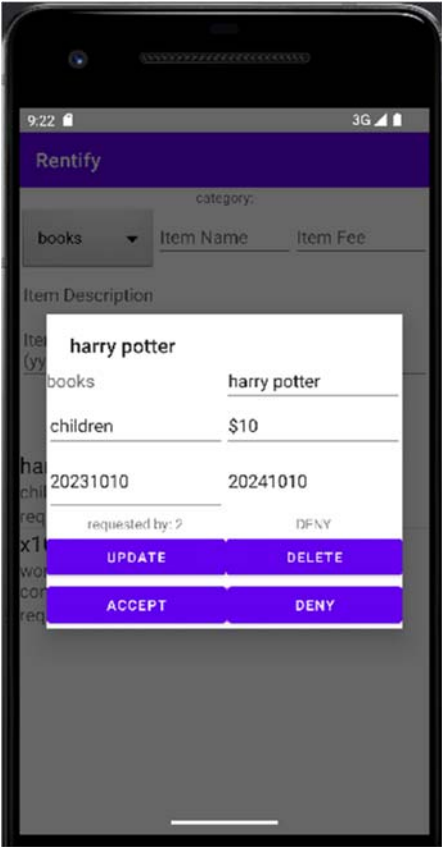 9:22 3G
Rentify
category:
books Item Name Item Fee
Item Description
harry potter
books harry potter
children $10
20231010 20241010
requested by: 2 DENY
UPDATE DELETE
ACCEPT DENY